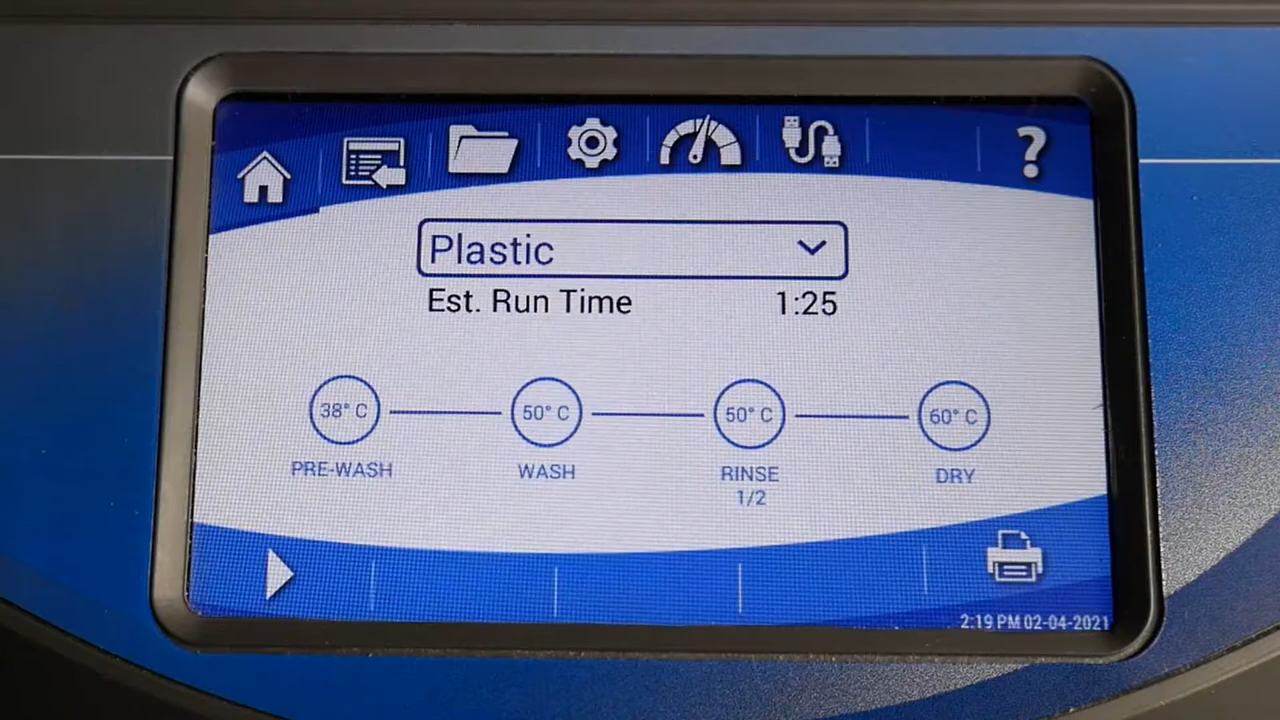 ?
Plastic
Est. Run Time 1:25
38° C 50° C 50° C 60° C
PRE-WASH WASH RINSE DRY
1/2
2:19 PM 02-04-2021